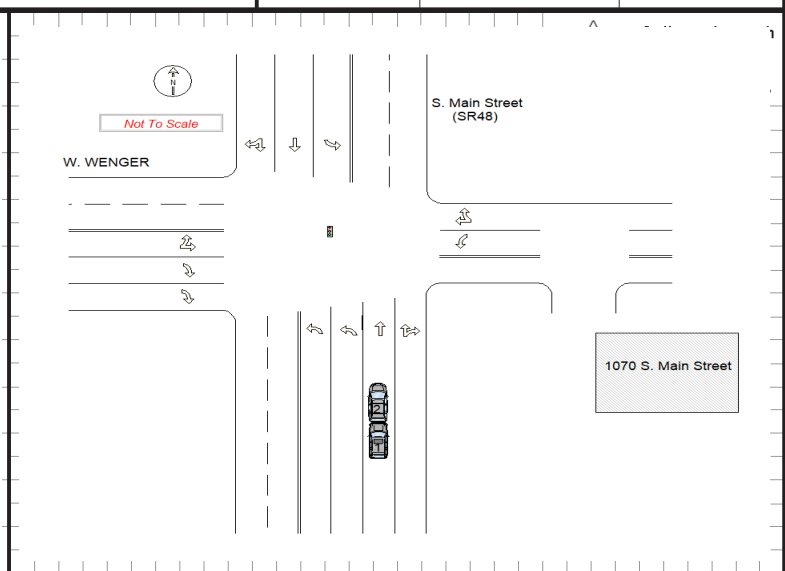 N
S. Main Street
(SR48)
Not To Scale
W. WENGER
1070 S. Main Street
2
1